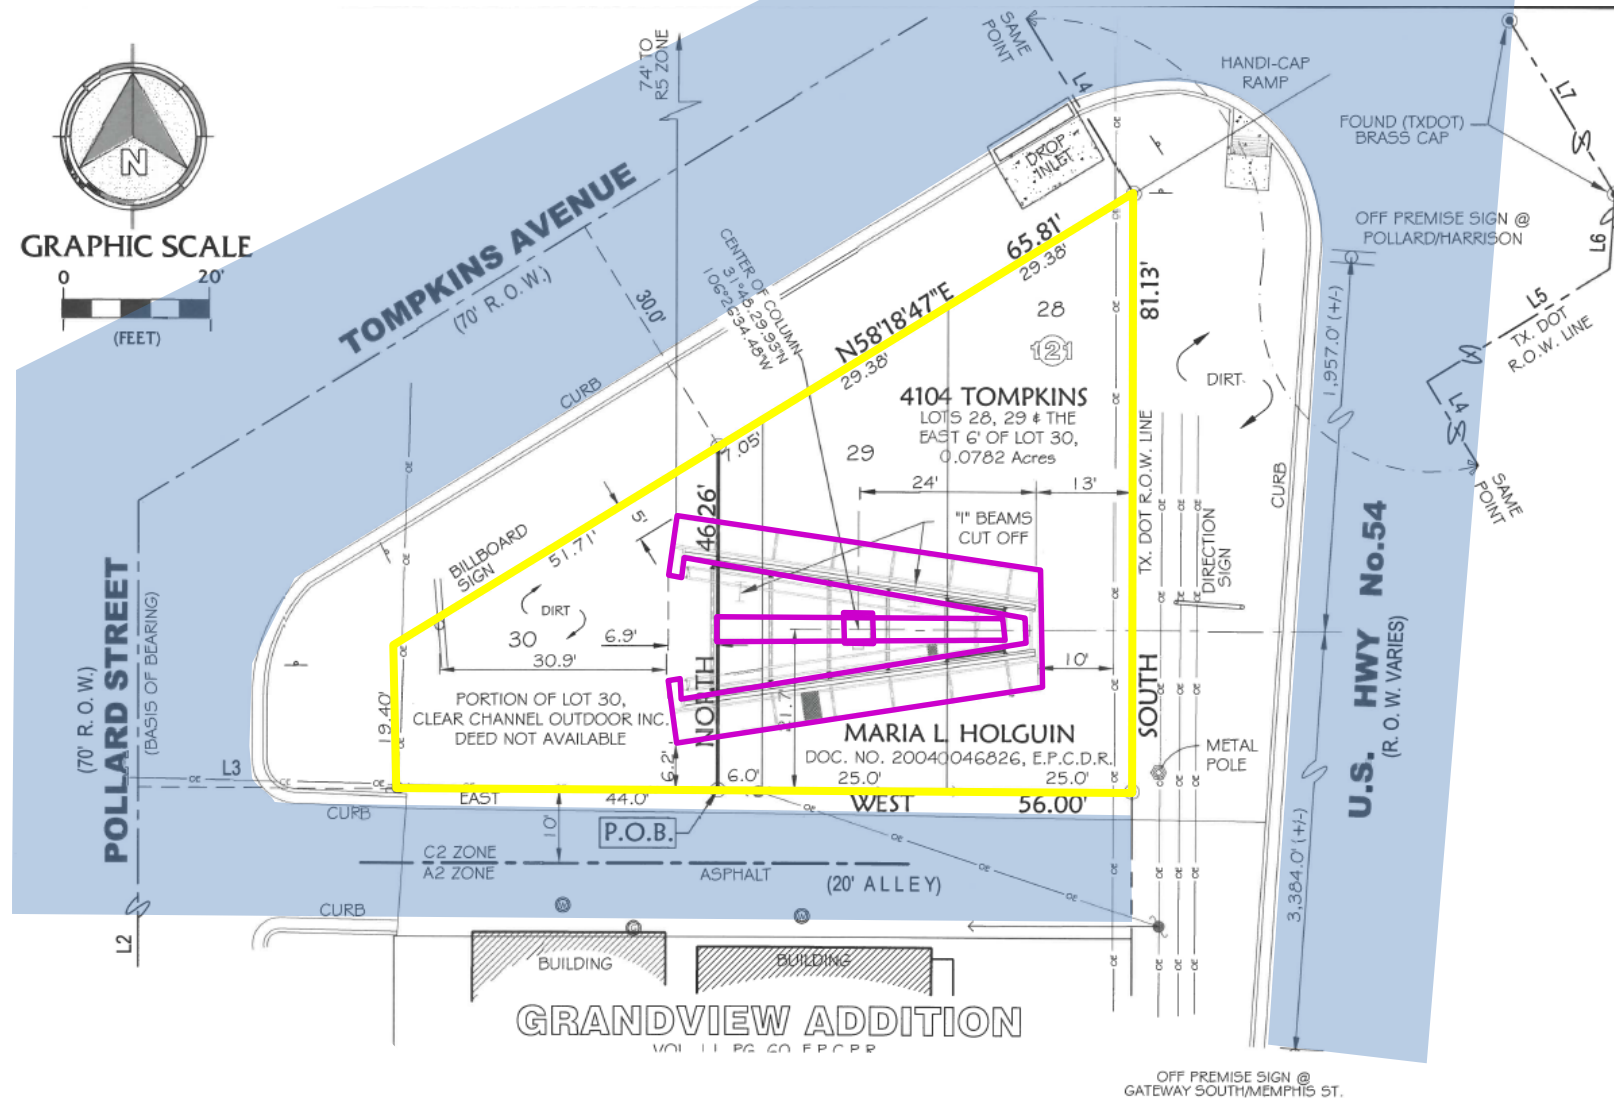 SAME
POINT
74' TO
R5 ZONE
L4
HANDI-CAP
RAMP
L7
FOUND (TXDOT)
BRASS CAP
N
DROP
INLET
GRAPHIC SCALE
0 20'
(FEET)
TOMPKINS AVENUE
(70' R. O. W.)
30.0'
CENTER OF COLUMN
31°46'29.93"N
106°26'34.48"W
65.81'
29.38'
N58°18'47"E
29.38'
81.13'
OFF PREMISE SIGN @
POLLARD/HARRISON
L6
L5
TX. DOT
R.O.W. LINE
1,957.0' (+/-)
28
121
DIRT
CURB
4104 TOMPKINS
LOTS 28, 29 & THE
EAST 6' OF LOT 30,
0.0782 Acres
7.05'
29
24'
13'
TX. DOT R.O.W. LINE
L4
SAME
POINT
CURB
5'
46.26'
"I" BEAMS
CUT OFF
DIRECTION
SIGN
BILLBOARD
SIGN
51.71'
DIRT
30
6.9'
30.9'
10'
POLLARD STREET
(70' R. O. W.)
(BASIS OF BEARING)
U.S. HWY No.54
(R. O. W. VARIES)
PORTION OF LOT 30,
CLEAR CHANNEL OUTDOOR INC.
DEED NOT AVAILABLE
19.40'
NORTH
SOUTH
MARIA L. HOLGUIN
DOC. NO. 20040046826, E.P.C.D.R.
METAL
POLE
L3
6.2'
6.0'
25.0'
25.0'
EAST
44.0'
WEST
56.00'
CURB
10'
P.O.B.
C2 ZONE
A2 ZONE
ASPHALT
(20' ALLEY)
3,384.0' (+/-)
CURB
L2
BUILDING
BUILDING
GRANDVIEW ADDITION
VOL. 11, PG. 60, E.P.C.P.R.
OFF PREMISE SIGN @
GATEWAY SOUTH/MEMPHIS ST.